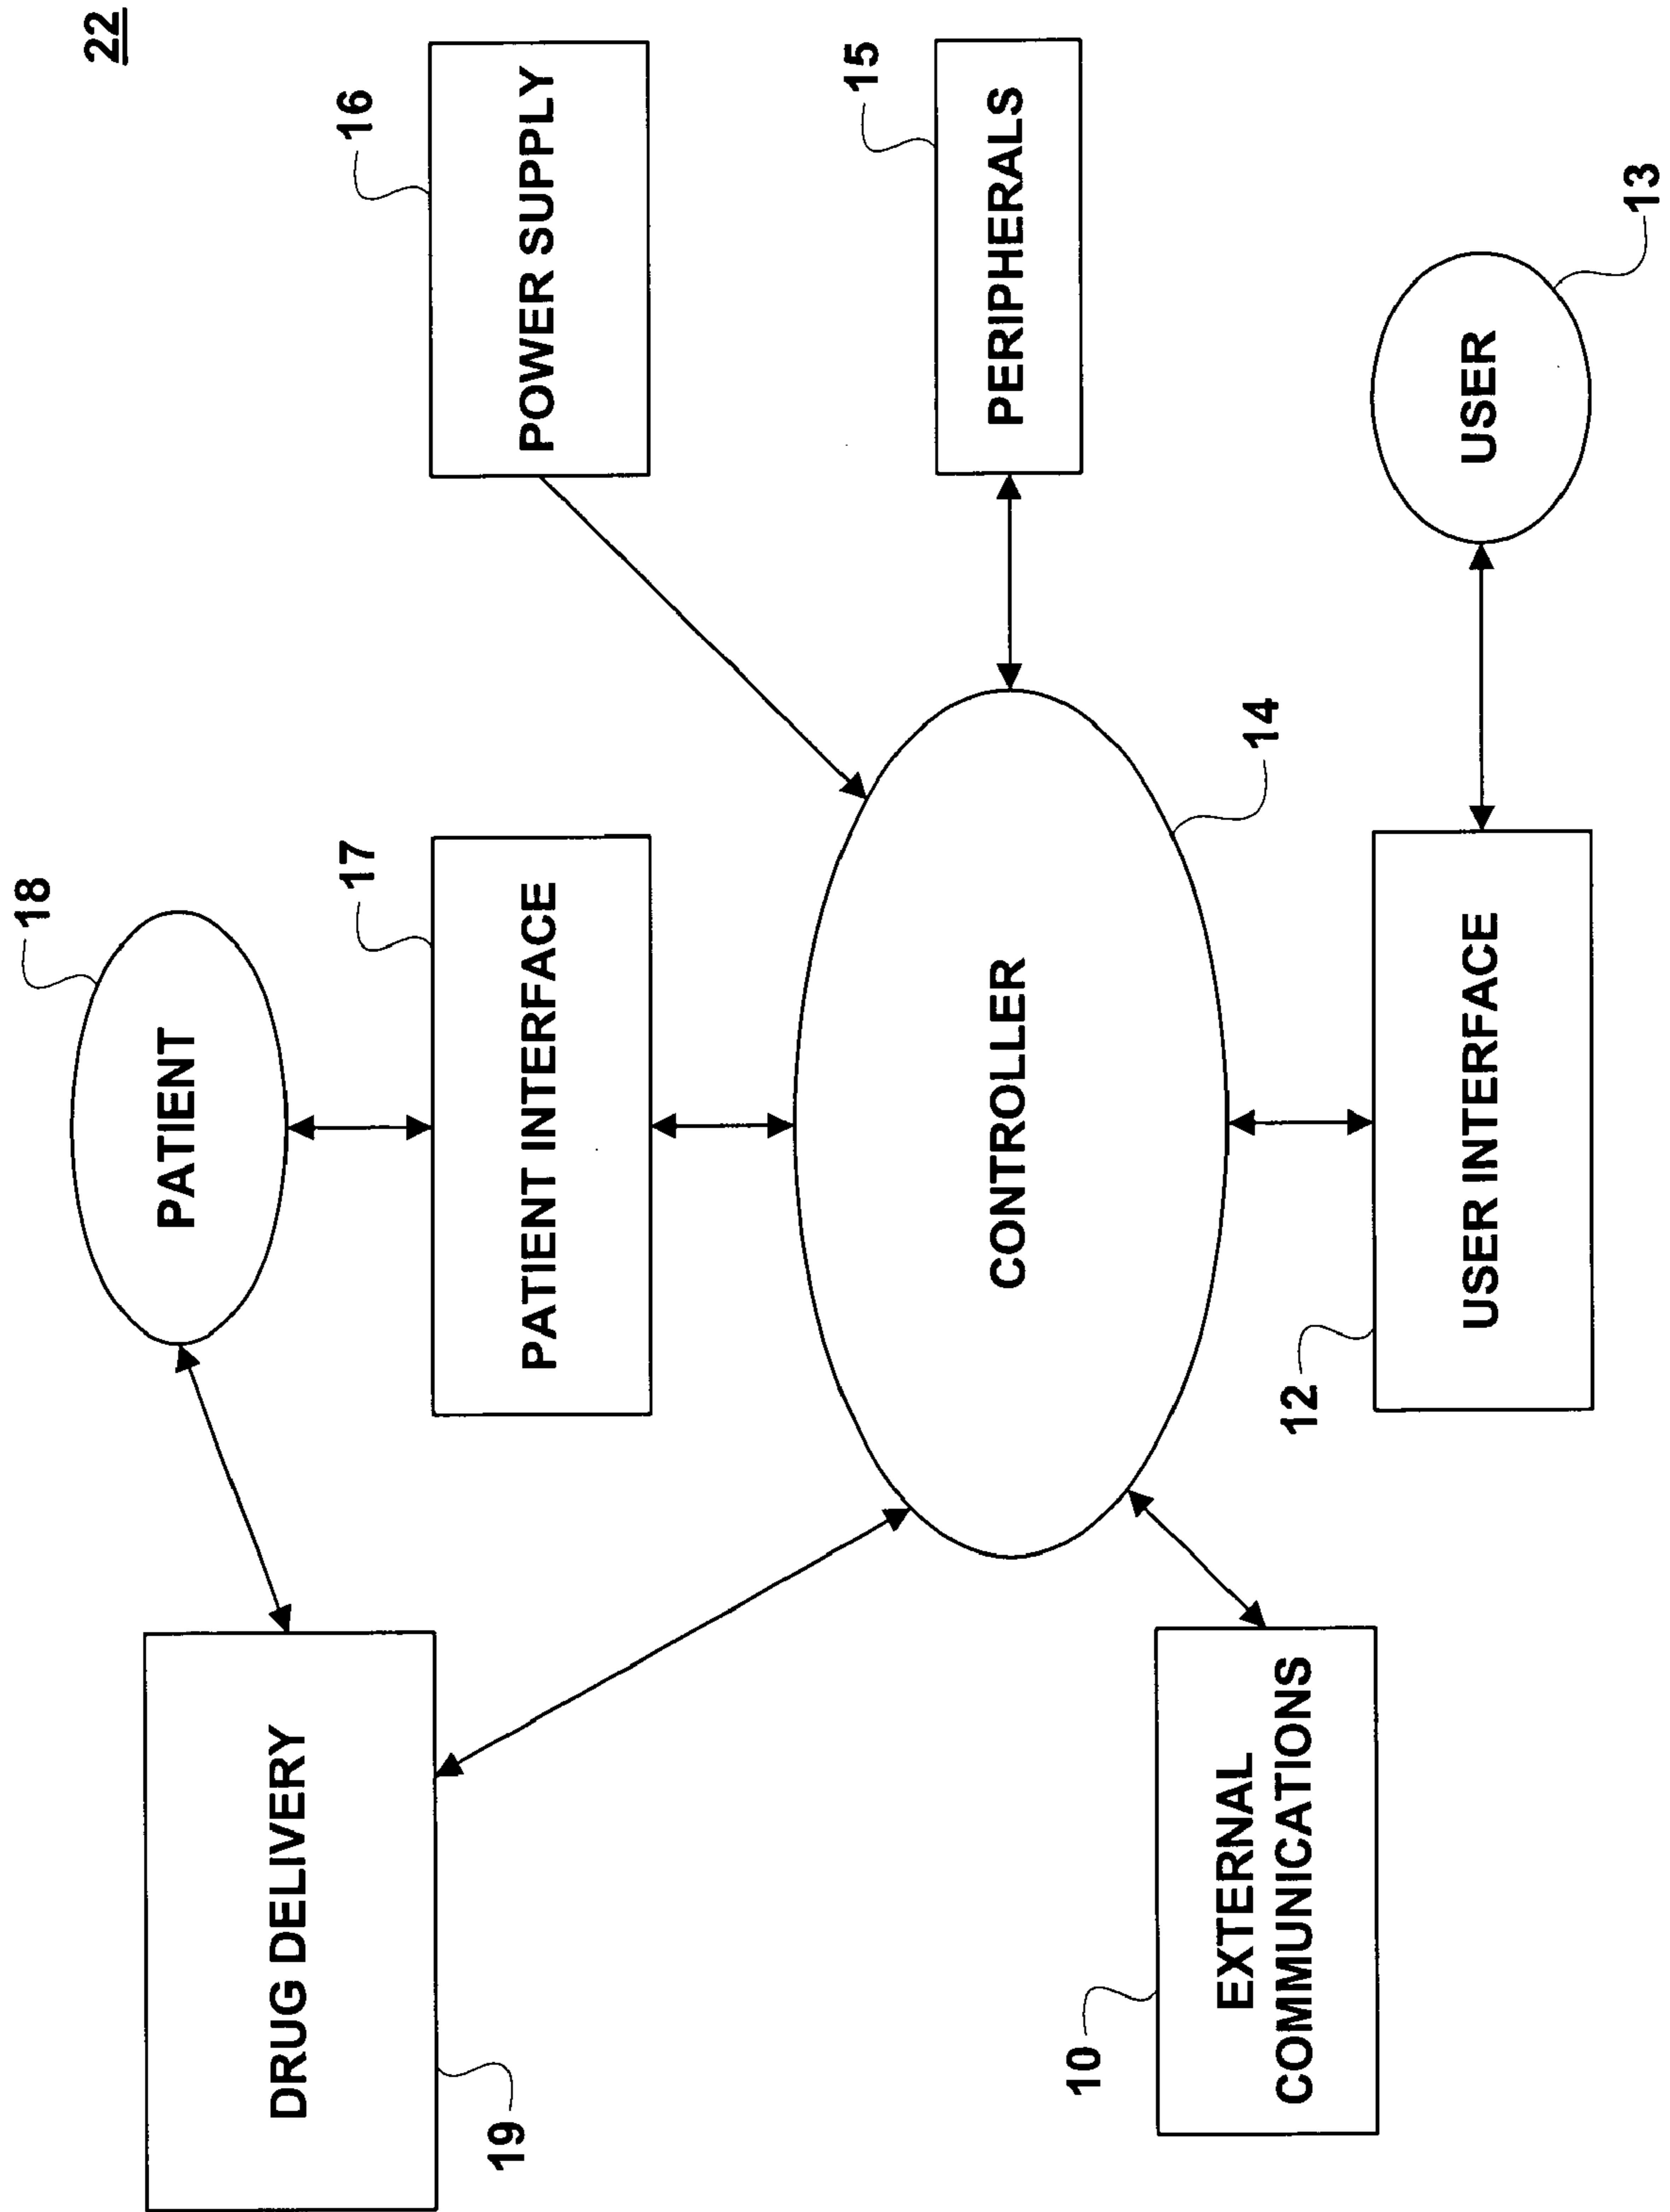 22
18
PATIENT
DRUG DELIVERY
19
17
PATIENT INTERFACE
16
POWER SUPPLY
CONTROLLER
14
15
PERIPHERALS
10
EXTERNAL
COMMUNICATIONS
12
USER INTERFACE
USER
13